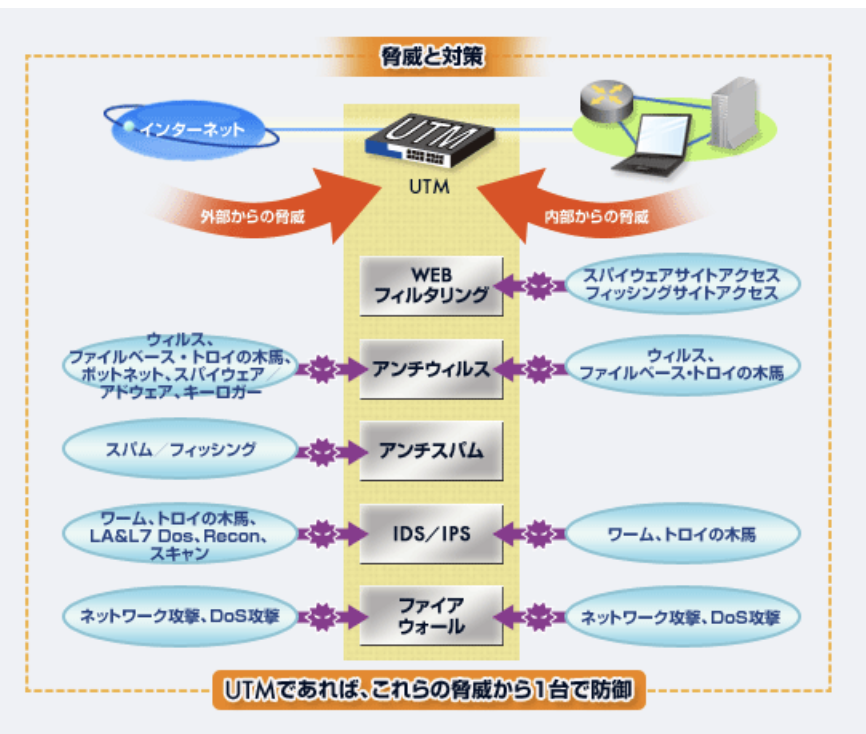 脅威と対策
インターネット
UTM
UTM
外部からの脅威
内部からの脅威
WEB
フィルタリング
スパイウェアサイトアクセス
フィッシングサイトアクセス
ウィルス、
ファイルベース・トロイの木馬、
ボットネット、スパイウェア／
アドウェア、キーロガー
アンチウィルス
ウィルス、
ファイルベース・トロイの木馬
スパム／フィッシング
アンチスパム
ワーム、トロイの木馬、
LA&L7 Dos、Recon、
スキャン
IDS／IPS
ワーム、トロイの木馬
ネットワーク攻撃、DoS攻撃
ファイア
ウォール
ネットワーク攻撃、DoS攻撃
UTMであれば、これらの脅威から1台で防御